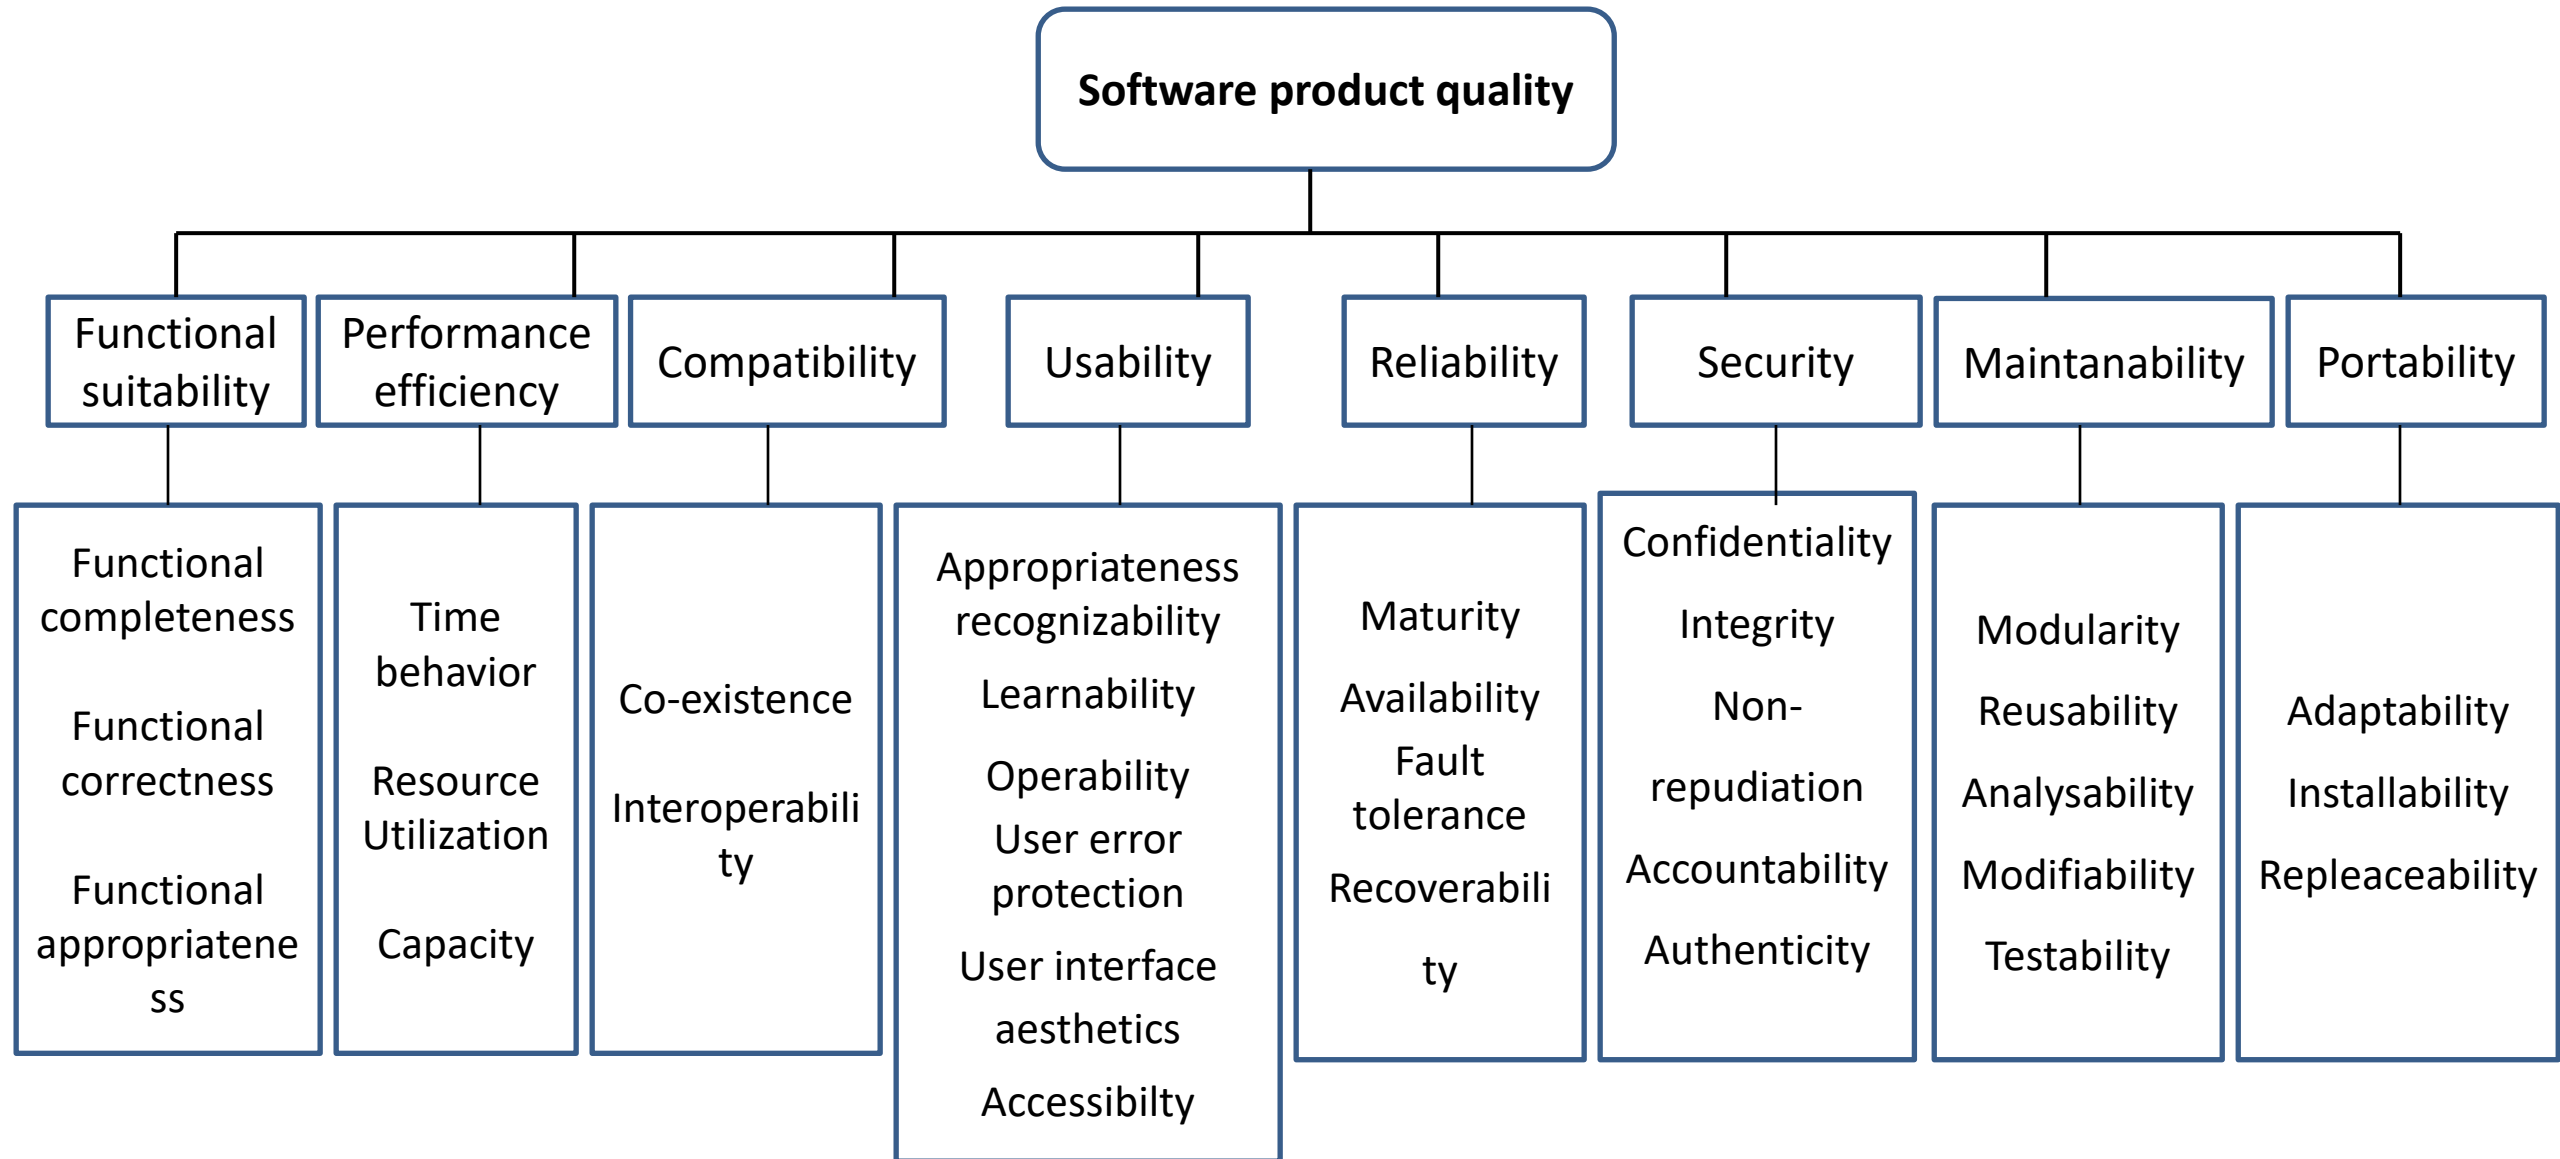 Software product quality
Functional
suitability
Performance
efficiency
Compatibility
Usability
Reliability
Security
Maintanability
Portability
Functional
completeness
Functional
correctness
Functional
appropriatene
ss
Time
behavior
Resource
Utilization
Capacity
Co-existence
Interoperabili
ty
Appropriateness
recognizability
Learnability
Operability
User error
protection
User interface
aesthetics
Accessibilty
Maturity
Availability
Fault
tolerance
Recoverabili
ty
Confidentiality
Integrity
Non-
repudiation
Accountability
Authenticity
Modularity
Reusability
Analysability
Modifiability
Testability
Adaptability
Installability
Repleaceability